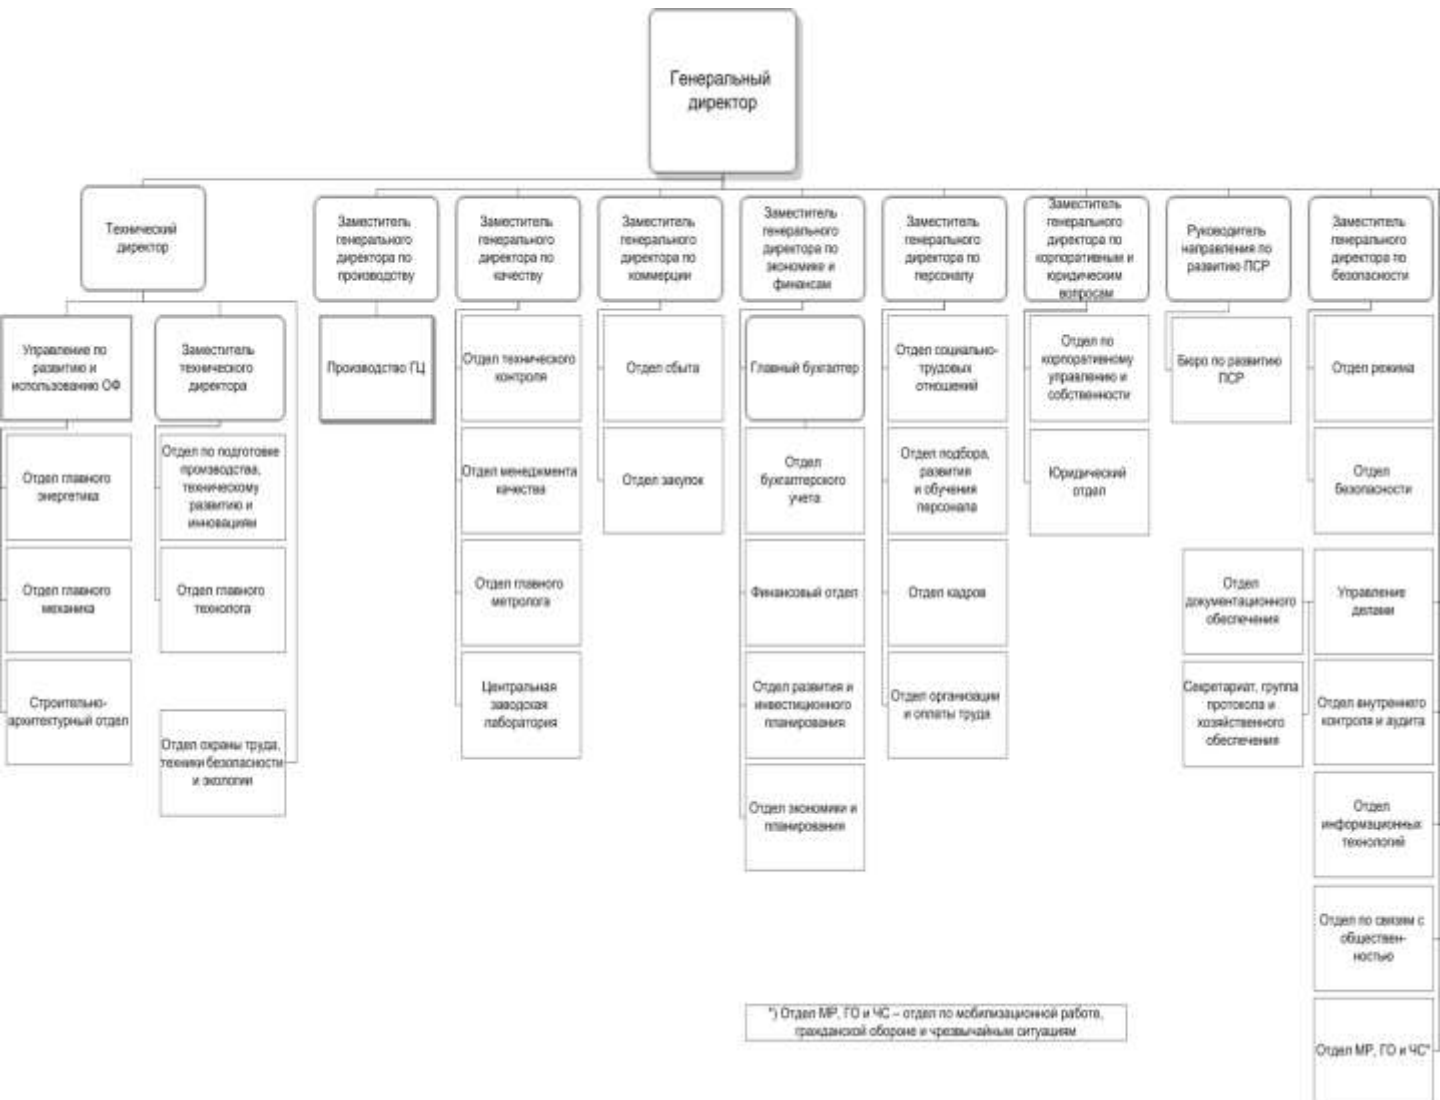 Генеральный
директор
Технический
директор
Заместитель
генерального
директора по
производству
Заместитель
генерального
директора по
качеству
Заместитель
генерального
директора по
коммерции
Заместитель
генерального
директора по
экономике и
финансам
Заместитель
генерального
директора по
персоналу
Заместитель
генерального
директора по
корпоративным и
юридическим
вопросам
Руководитель
направления по
развитию ПСР
Заместитель
генерального
директора по
безопасности
Управление по
развитию и
использованию ОФ
Заместитель
технического
директора
Производство ГЦ
Отдел технического
контроля
Отдел сбыта
Главный бухгалтер
Отдел социально-
трудовых
отношений
Отдел по
корпоративному
управлению и
собственности
Бюро по развитию
ПСР
Отдел режима
Отдел главного
энергетика
Отдел по подготовке
производства,
техническому
развитию и
инновациям
Отдел менеджмента
качества
Отдел закупок
Отдел
бухгалтерского
учета
Отдел подбора,
развития
и обучения
персонала
Юридический
отдел
Отдел
безопасности
Отдел главного
механика
Отдел главного
технолога
Отдел главного
метролога
Финансовый отдел
Отдел кадров
Отдел
документационного
обеспечения
Управление
делами
Строительно-
архитектурный отдел
Отдел охраны труда,
техники безопасности
и экологии
Центральная
заводская
лаборатория
Отдел развития и
инвестиционного
планирования
Отдел организации
и оплаты труда
Секретариат, группа
протокола и
хозяйственного
обеспечения
Отдел внутреннего
контроля и аудита
Отдел экономики и
планирования
Отдел
информационных
технологий
Отдел по связям с
обществен-
ностью
*) Отдел МР, ГО и ЧС – отдел по мобилизационной работе,
гражданской обороне и чрезвычайным ситуациям
Отдел МР, ГО и ЧС*